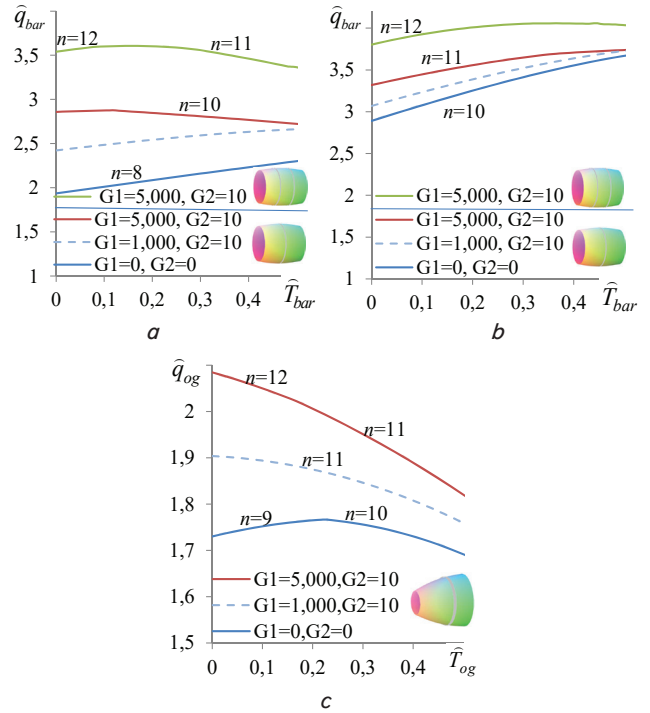 q̂bar
n=12
n=11
3,5
3
n=10
2,5
n=8
2
G1=5,000, G2=10
G1=5,000, G2=10
1,5
G1=1,000, G2=10
G1=0, G2=0
1
0 0,1 0,2 0,3 0,4 T̂bar
a
q̂bar
n=12
n=11
3,5
3
n=10
2,5
2
G1=5,000, G2=10
G1=5,000, G2=10
1,5
G1=1,000, G2=10
G1=0, G2=0
1
0 0,1 0,2 0,3 0,4 T̂bar
b
q̂og
n=12
2
n=11
1,9
n=11
1,8
n=9
n=10
1,7
G1=5,000,G2=10
1,6
G1=1,000,G2=10
G1=0,G2=0
1,5
0 0,1 0,2 0,3 0,4 T̂og
c